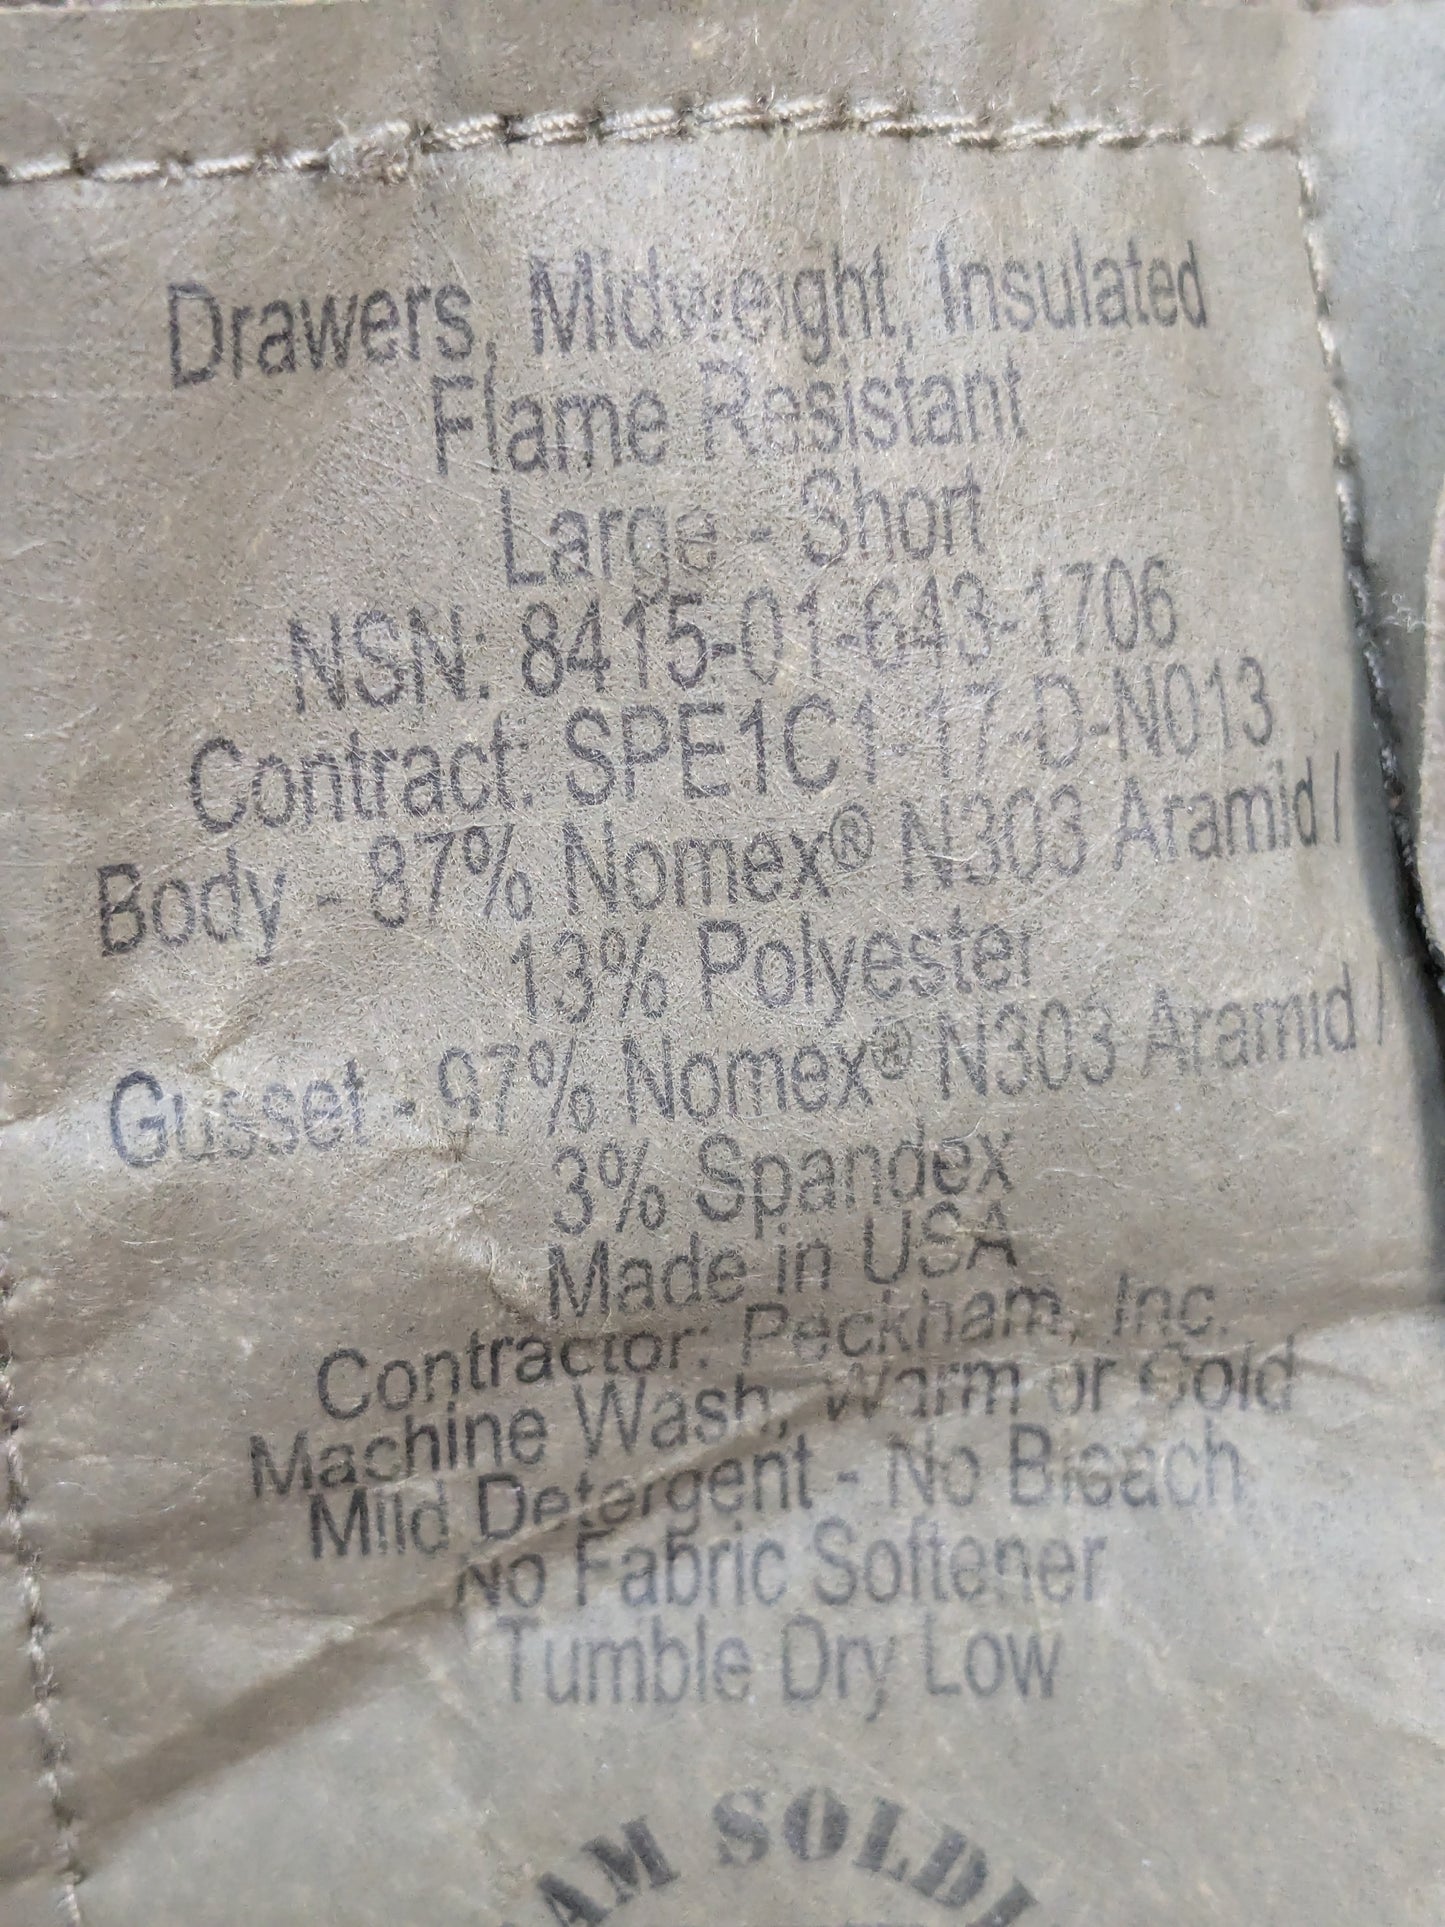 Drawers, Midweight, Insulated
Flame Resistant
Large - Short
NSN: 8415-01-643-1706
Contract: SPE1C1-17-D-N013
Body - 87% Nomex® N303 Aramid /
13% Polyester
Gusset - 97% Nomex® N303 Aramid /
3% Spandex
Made in USA
Contractor: Peckham, Inc.
Machine Wash, Warm or Cold
Mild Detergent - No Bleach
No Fabric Softener
Tumble Dry Low
AM SOLDI